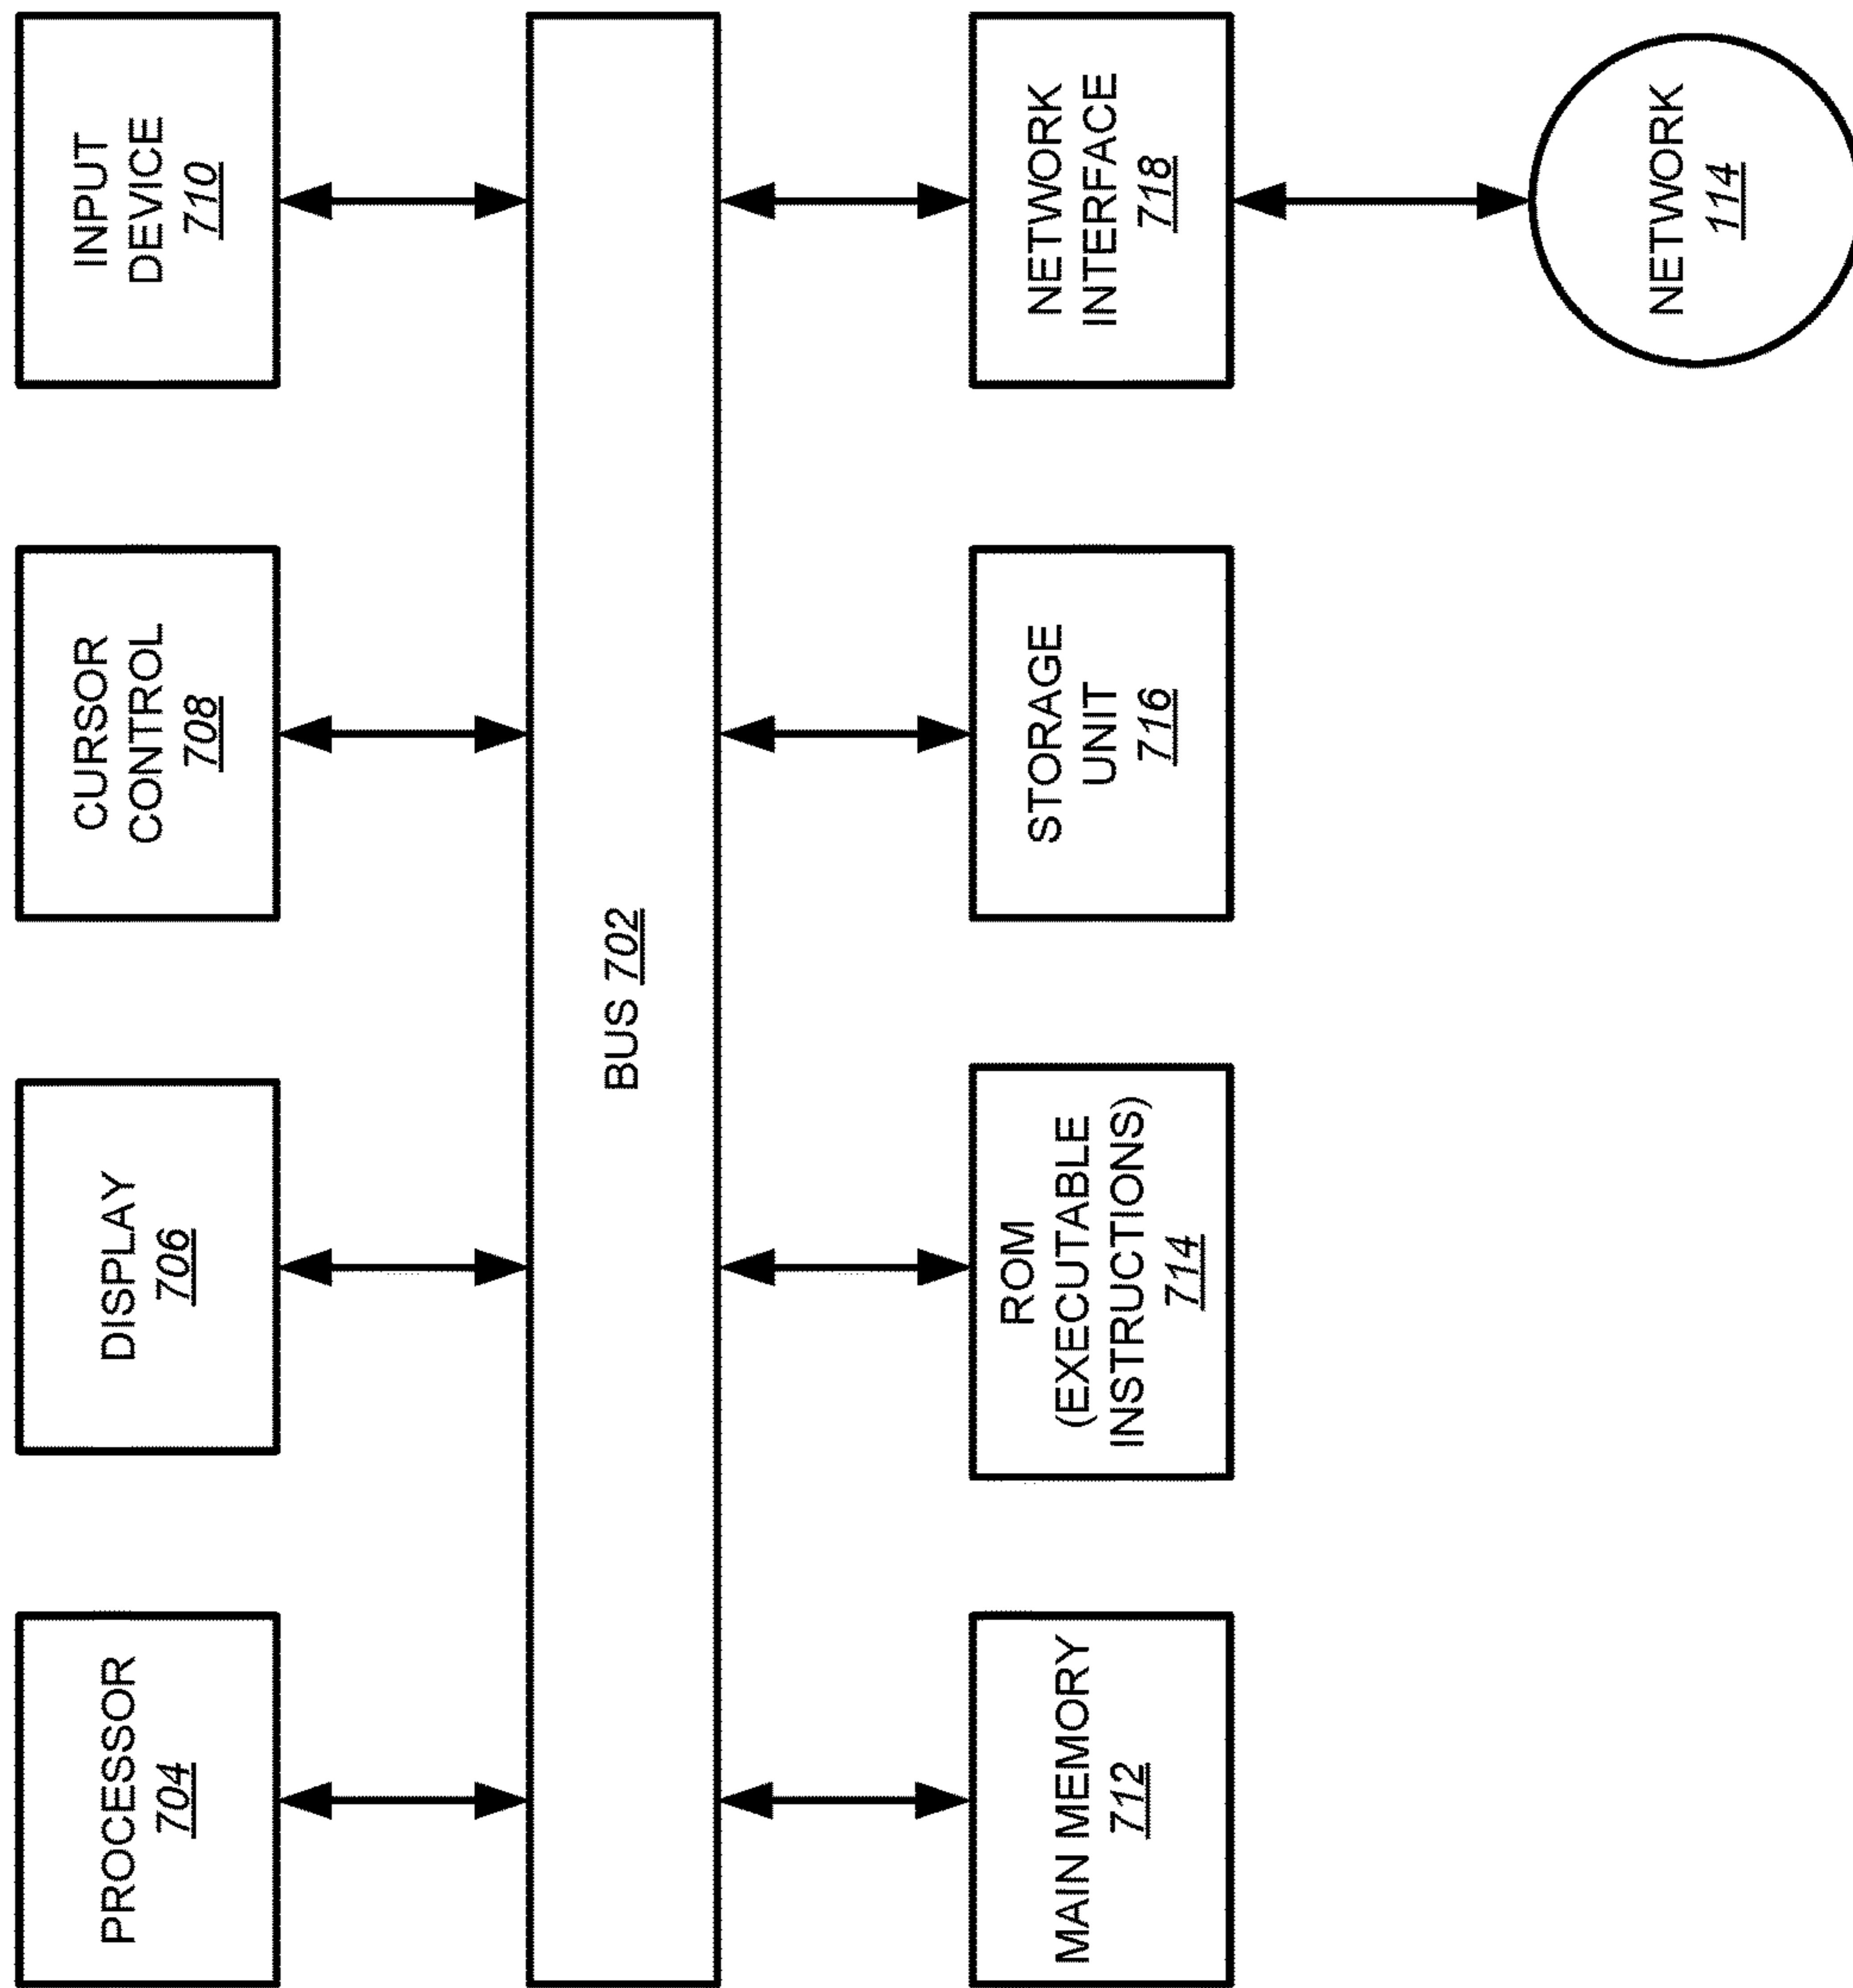 PROCESSOR
704
DISPLAY
706
CURSOR
CONTROL
708
INPUT
DEVICE
710
BUS 702
MAIN MEMORY
712
ROM
(EXECUTABLE
INSTRUCTIONS)
714
STORAGE
UNIT
716
NETWORK
INTERFACE
718
NETWORK
114